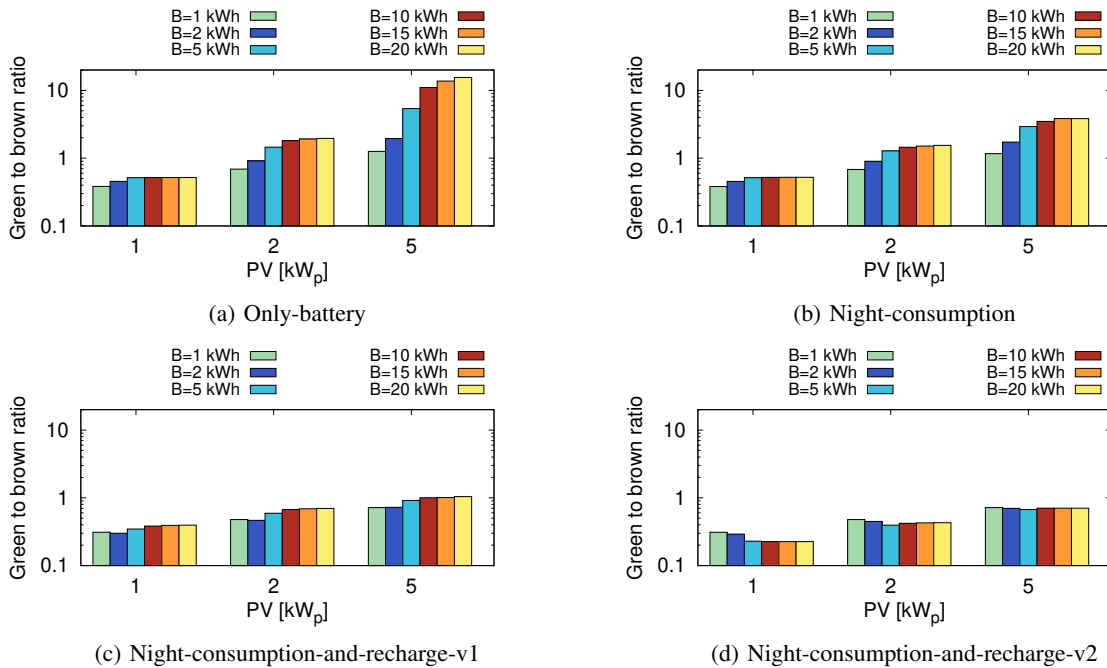 B=1 kWh
B=2 kWh
B=5 kWh
B=10 kWh
B=15 kWh
B=20 kWh
Green to brown ratio
10
1
0.1
1 2 5
PV [kW_p]
(a) Only-battery
B=1 kWh
B=2 kWh
B=5 kWh
B=10 kWh
B=15 kWh
B=20 kWh
Green to brown ratio
10
1
0.1
1 2 5
PV [kW_p]
(b) Night-consumption
B=1 kWh
B=2 kWh
B=5 kWh
B=10 kWh
B=15 kWh
B=20 kWh
Green to brown ratio
10
1
0.1
1 2 5
PV [kW_p]
(c) Night-consumption-and-recharge-v1
B=1 kWh
B=2 kWh
B=5 kWh
B=10 kWh
B=15 kWh
B=20 kWh
Green to brown ratio
10
1
0.1
1 2 5
PV [kW_p]
(d) Night-consumption-and-recharge-v2